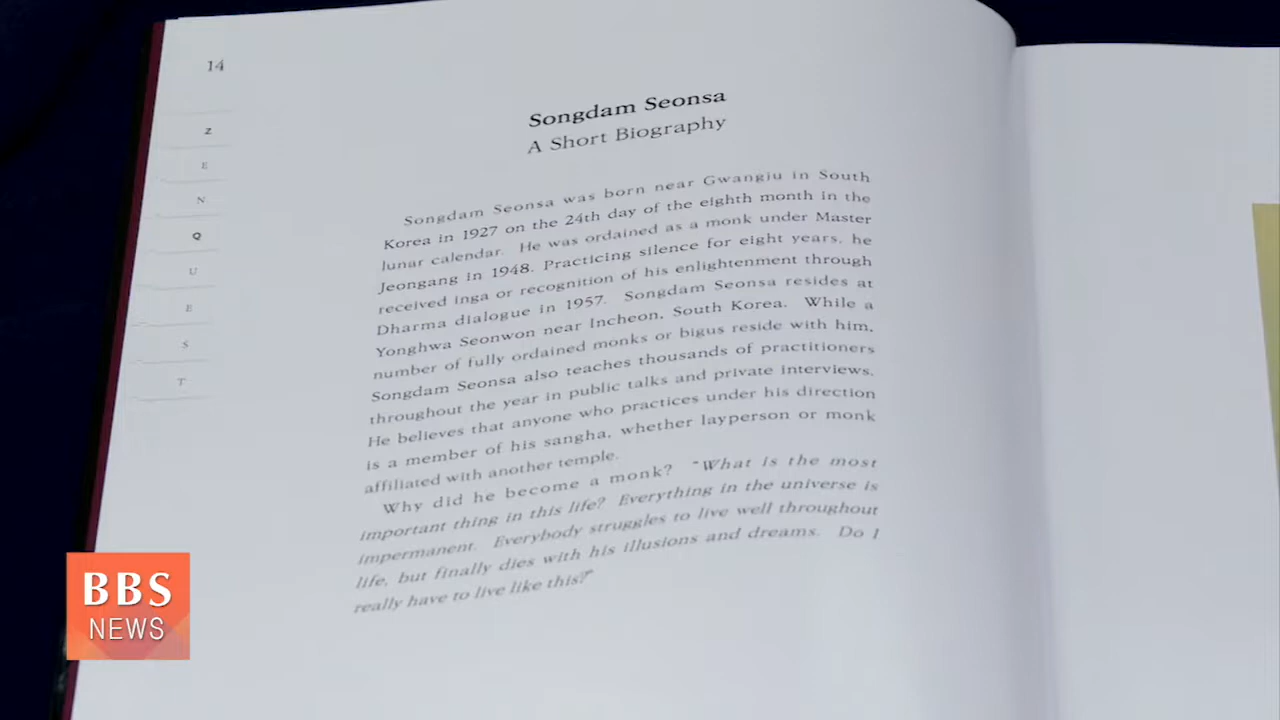 14
Z
E
N
Q
U
E
S
T
Songdam Seonsa
A Short Biography
Songdam Seonsa was born near Gwangju in South
Korea in 1927 on the 24th day of the eighth month in the
lunar calendar. He was ordained as a monk under Master
Jeongang in 1948. Practicing silence for eight years, he
received inga or recognition of his enlightenment through
Dharma dialogue in 1957. Songdam Seonsa resides at
Yonghwa Seonwon near Incheon, South Korea. While a
number of fully ordained monks or bigus reside with him,
Songdam Seonsa also teaches thousands of practitioners
throughout the year in public talks and private interviews.
He believes that anyone who practices under his direction
is a member of his sangha, whether layperson or monk
affiliated with another temple.
Why did he become a monk? "What is the most
important thing in this life? Everything in the universe is
impermanent. Everybody struggles to live well throughout
life, but finally dies with his illusions and dreams. Do I
really have to live like this?"
BBS
NEWS